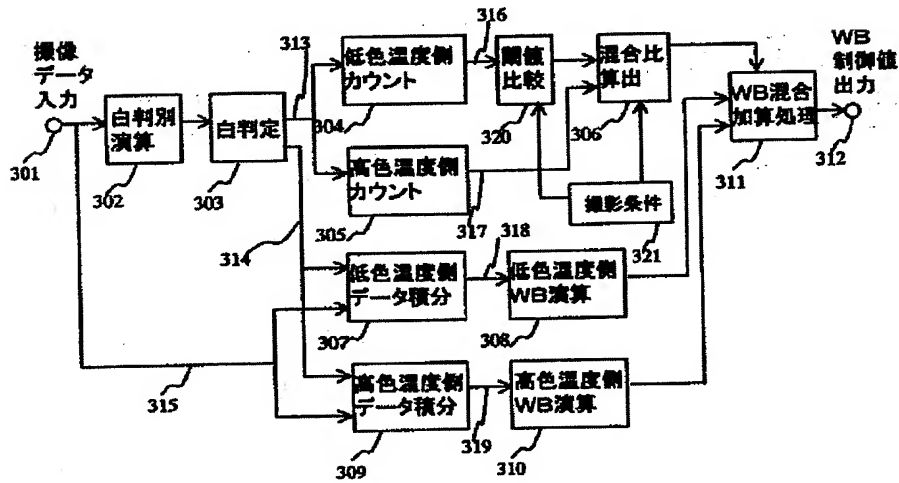 撮像
データ
入力
301
白判別
演算
302
白判定
303
313
314
315
低色温度側
カウント
304
316
閾値
比較
320
混合比
算出
306
WB混合
加算処理
311
WB
制御値
出力
312
高色温度側
カウント
305
317
撮影条件
321
低色温度側
データ積分
307
318
低色温度側
WB演算
308
高色温度側
データ積分
309
319
高色温度側
WB演算
310